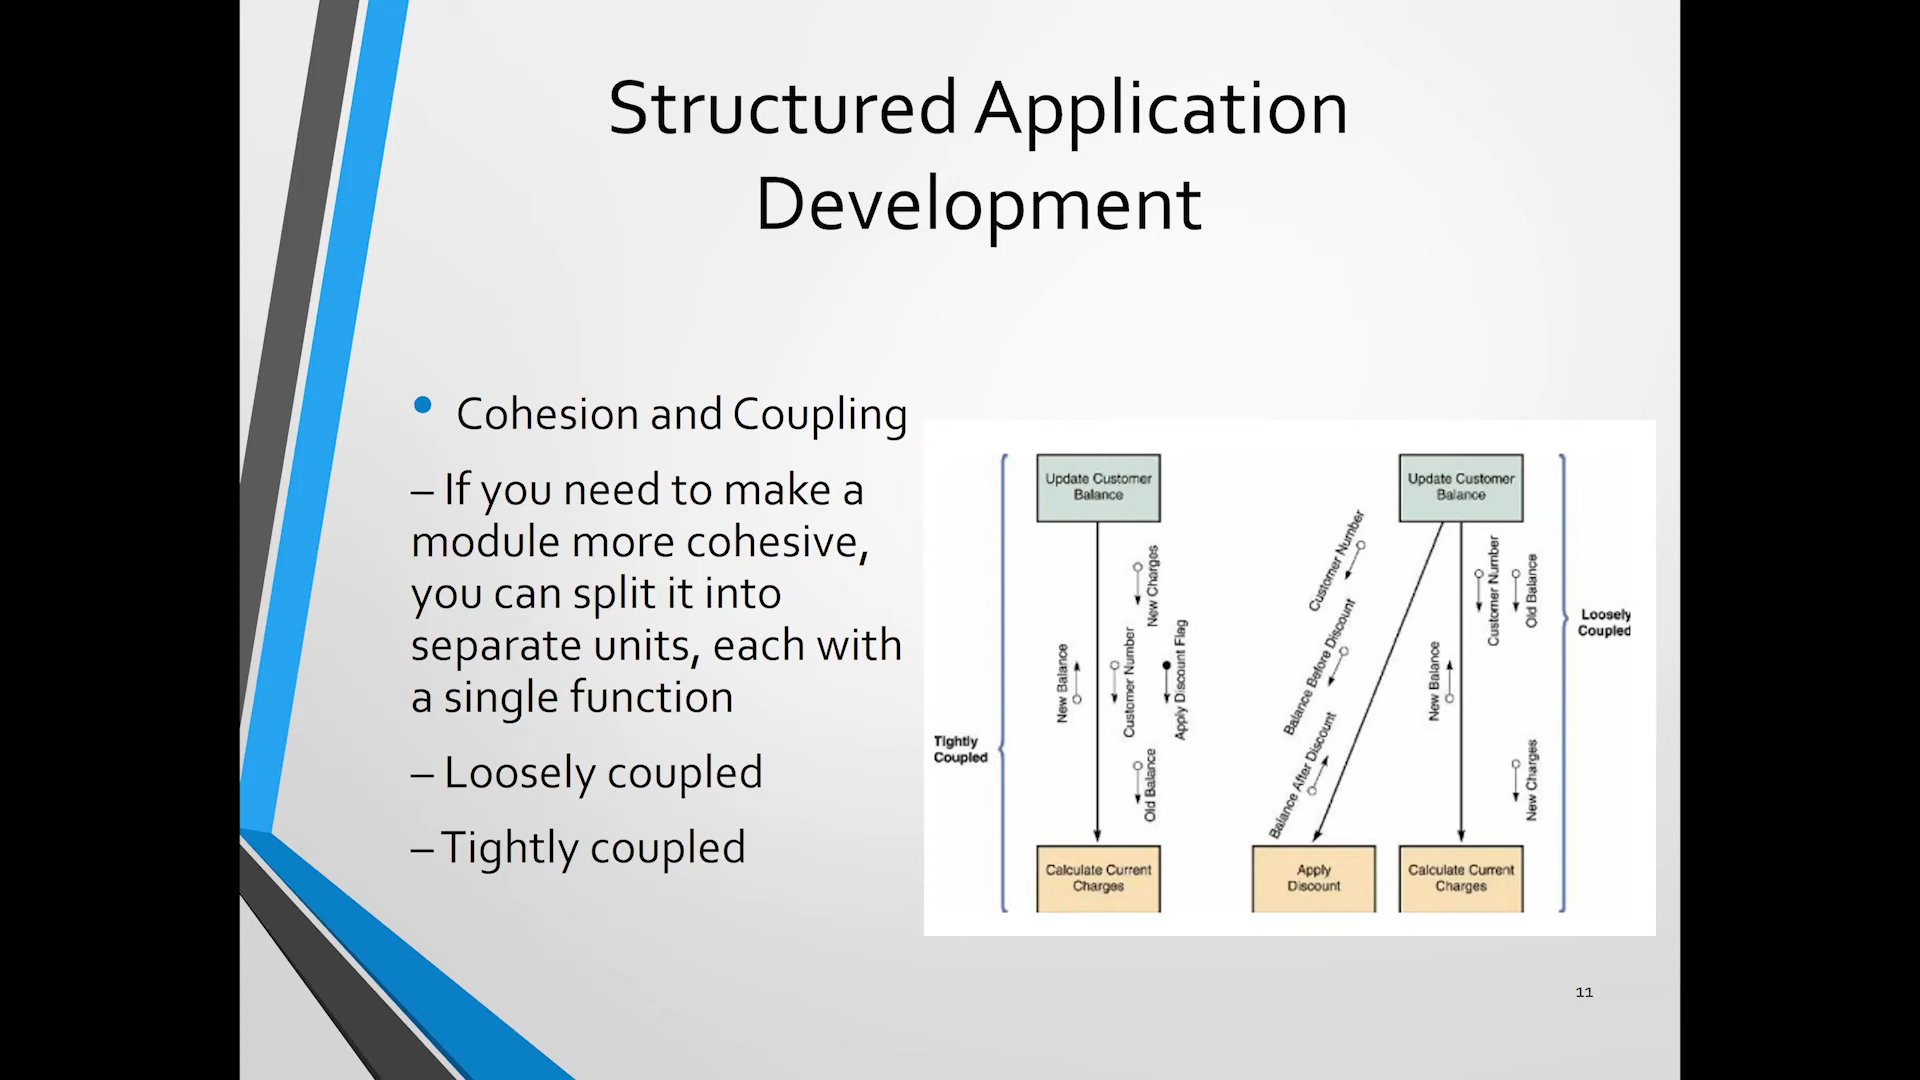 Structured Application
Development
• Cohesion and Coupling
– If you need to make a
module more cohesive,
you can split it into
separate units, each with
a single function
– Loosely coupled
– Tightly coupled
Tightly
Coupled
Update Customer
Balance
New Balance
New Charges
Customer Number
Apply Discount Flag
Old Balance
Calculate Current
Charges
Update Customer
Balance
Customer Number
Balance Before Discount
Balance After Discount
Customer Number
Old Balance
New Balance
New Charges
Apply
Discount
Calculate Current
Charges
Loosely
Coupled
11